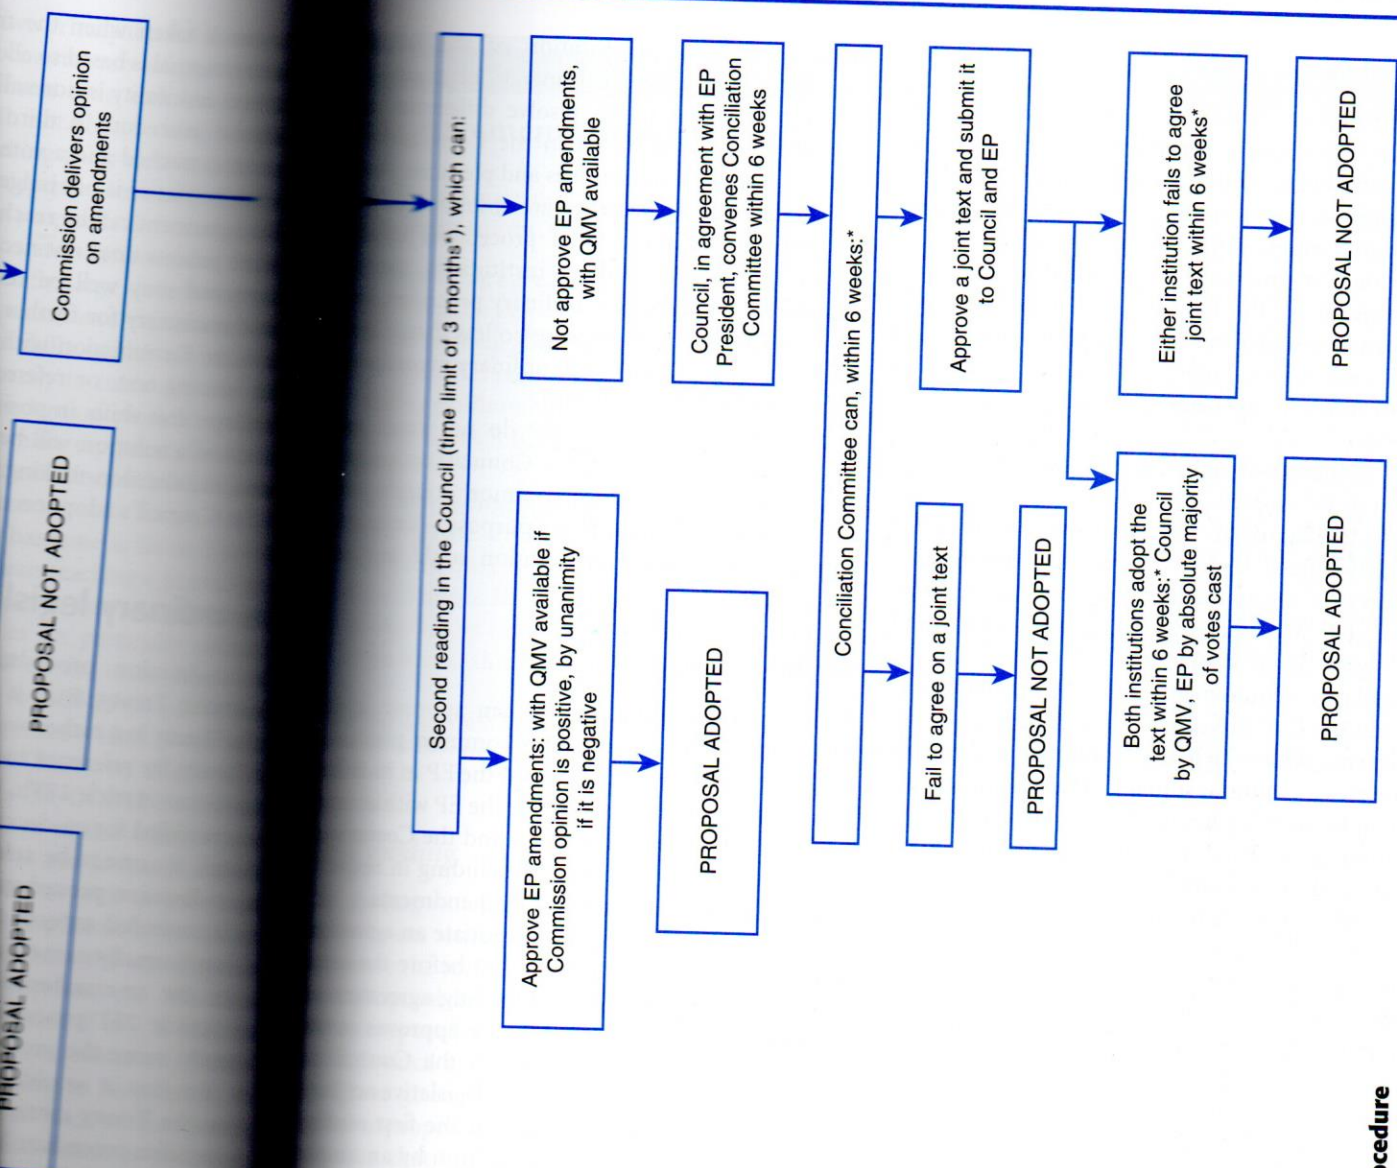 PROPOSAL ADOPTED
PROPOSAL NOT ADOPTED
Commission delivers opinion
on amendments
Second reading in the Council (time limit of 3 months*), which can:
Approve EP amendments: with QMV available if
Commission opinion is positive, by unanimity
if it is negative
Not approve EP amendments,
with QMV available
PROPOSAL ADOPTED
Council, in agreement with EP
President, convenes Conciliation
Committee within 6 weeks
Conciliation Committee can, within 6 weeks:*
Fail to agree on a joint text
Approve a joint text and submit it
to Council and EP
PROPOSAL NOT ADOPTED
Both institutions adopt the
text within 6 weeks:* Council
by QMV, EP by absolute majority
of votes cast
Either institution fails to agree
joint text within 6 weeks*
PROPOSAL ADOPTED
PROPOSAL NOT ADOPTED